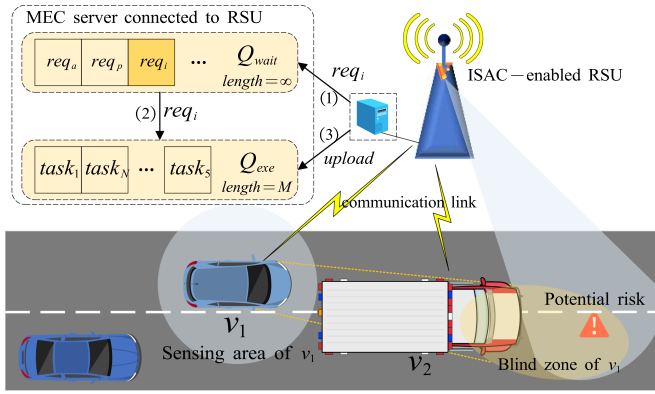 MEC server connected to RSU
req_a req_p req_i ... Q_wait
length=∞
req_i
(1)
ISAC-enabled RSU
(2) req_i
(3)
upload
task_1 task_N ... task_5 Q_exe
length=M
communication link
v_1
Sensing area of v_1
v_2
Potential risk
Blind zone of v_1